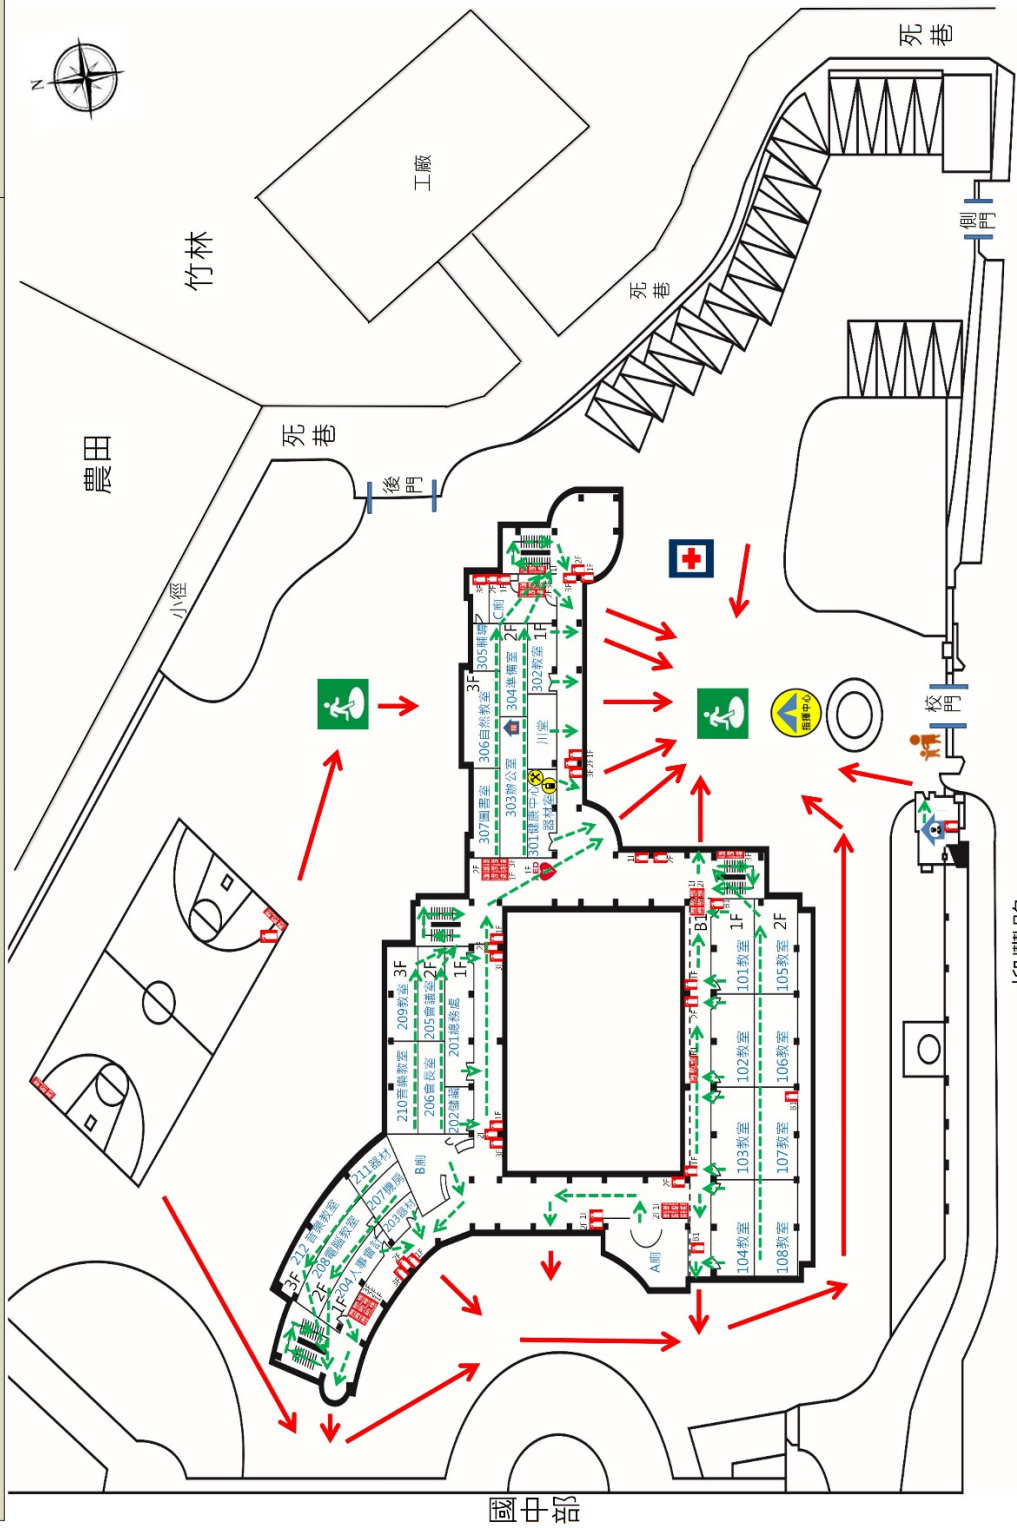 N
死巷
工廠
竹林
死巷
側門
農田
死巷
後門
小徑
校門
指揮中心
3F
2F
1F
C廁
305輔導
304準備室
302教室
306自然教室
303辦公室
川堂
307圖書室
301健康中心
器材室
AED
3F
2F
1F
209教室
205會議室
201總務處
210音樂教室
206會長室
202儲藏
B廁
211器材
207機房
203器材
212 音樂教室
208電腦教室
204人事會計
3F
2F
1F
A廁
B1
1F
2F
101教室
105教室
102教室
106教室
103教室
107教室
104教室
108教室
國中部